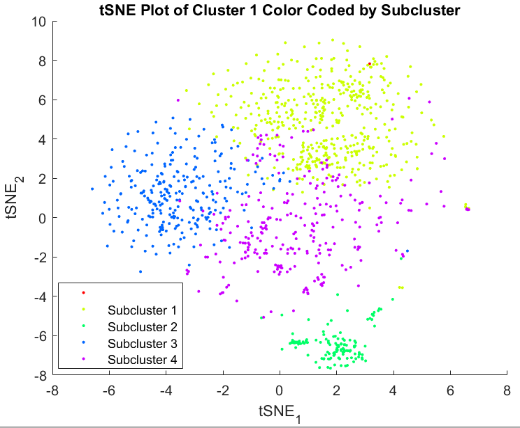 tSNE Plot of Cluster 1 Color Coded by Subcluster
10
8
6
4
2
0
-2
-4
-6
-8
tSNE2
Subcluster 1
Subcluster 2
Subcluster 3
Subcluster 4
-8 -6 -4 -2 0 2 4 6 8
tSNE1